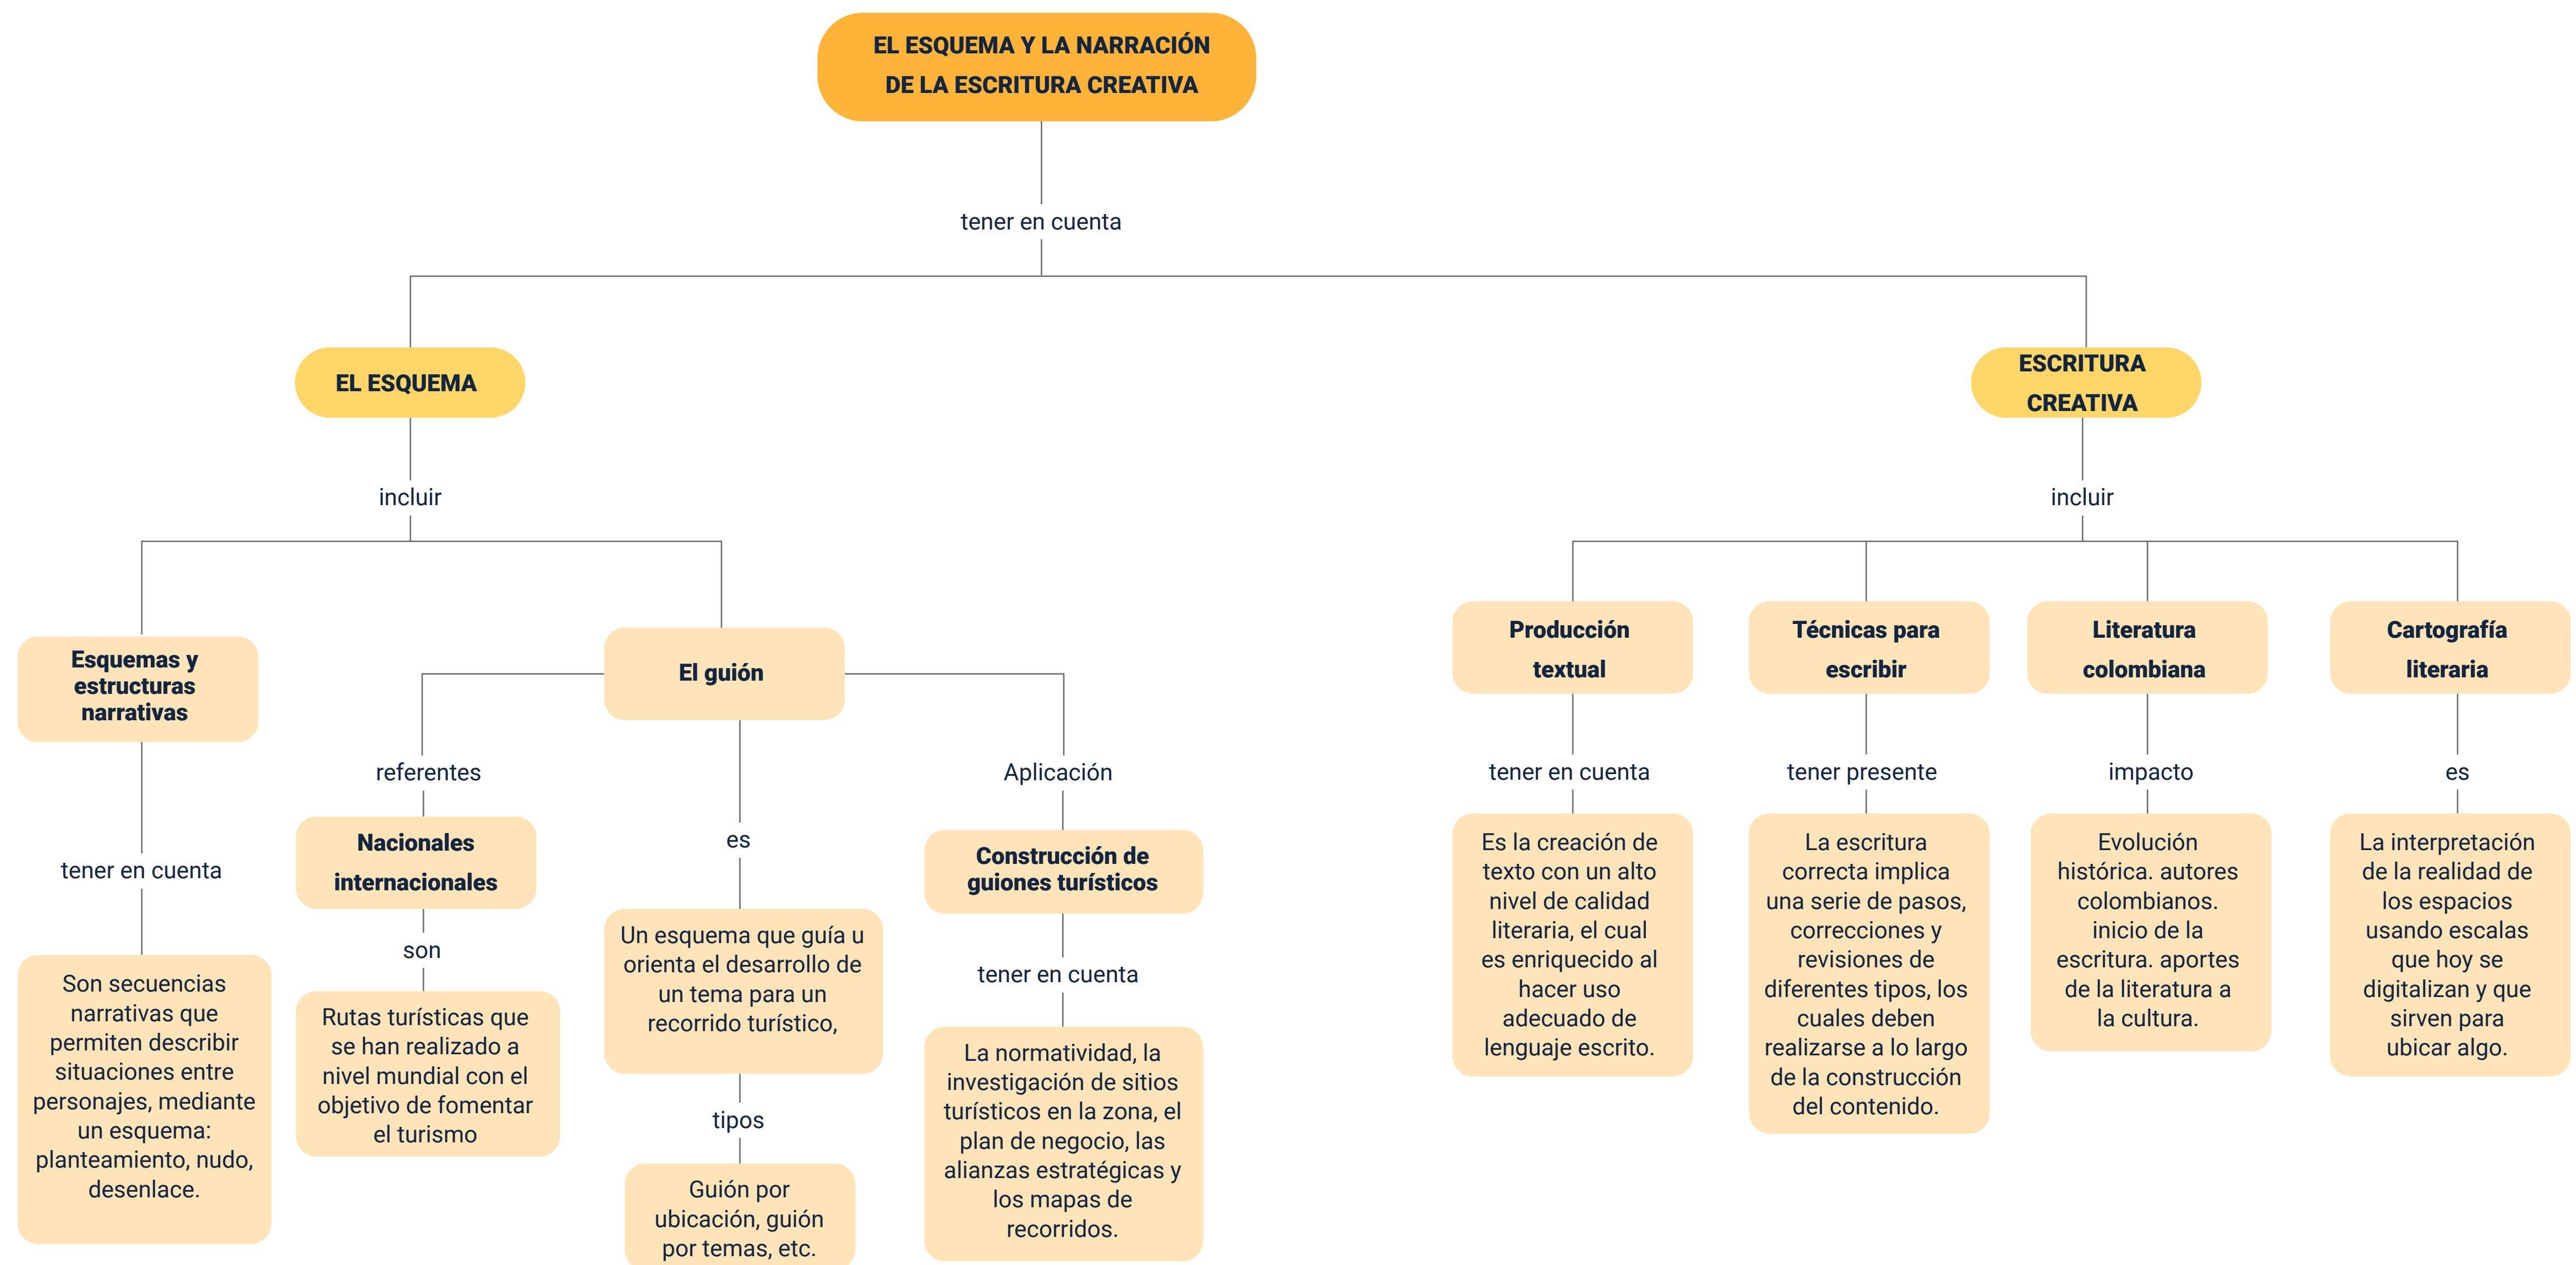 EL ESQUEMA Y LA NARRACIÓN
DE LA ESCRITURA CREATIVA
tener en cuenta
EL ESQUEMA
incluir
Esquemas y
estructuras
narrativas
tener en cuenta
Son secuencias
narrativas que
permiten describir
situaciones entre
personajes, mediante
un esquema:
planteamiento, nudo,
desenlace.
El guión
referentes
Nacionales
internacionales
son
Rutas turísticas que
se han realizado a
nivel mundial con el
objetivo de fomentar
el turismo
es
Un esquema que guía u
orienta el desarrollo de
un tema para un
recorrido turístico,
tipos
Guión por
ubicación, guión
por temas, etc.
Aplicación
Construcción de
guiones turísticos
tener en cuenta
La normatividad, la
investigación de sitios
turísticos en la zona, el
plan de negocio, las
alianzas estratégicas y
los mapas de
recorridos.
ESCRITURA
CREATIVA
incluir
Producción
textual
tener en cuenta
Es la creación de
texto con un alto
nivel de calidad
literaria, el cual
es enriquecido al
hacer uso
adecuado de
lenguaje escrito.
Técnicas para
escribir
tener presente
La escritura
correcta implica
una serie de pasos,
correcciones y
revisiones de
diferentes tipos, los
cuales deben
realizarse a lo largo
de la construcción
del contenido.
Literatura
colombiana
impacto
Evolución
histórica. autores
colombianos.
inicio de la
escritura. aportes
de la literatura a
la cultura.
Cartografía
literaria
es
La interpretación
de la realidad de
los espacios
usando escalas
que hoy se
digitalizan y que
sirven para
ubicar algo.